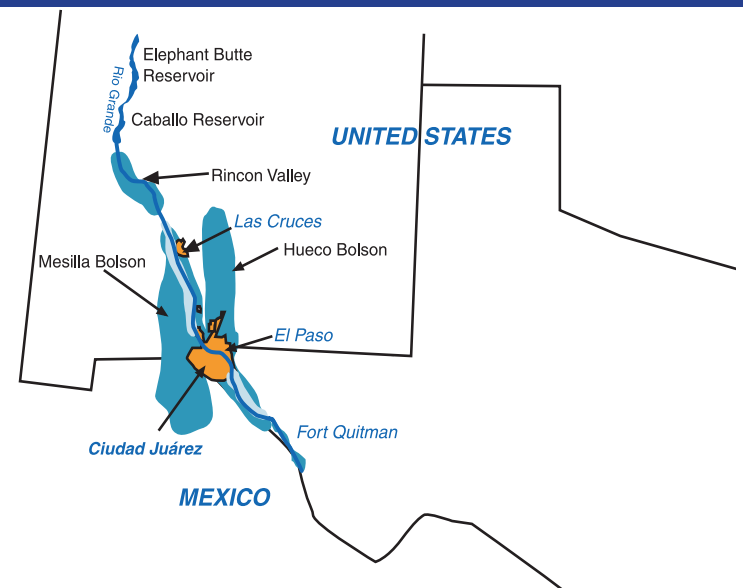 Elephant Butte
Reservoir
Rio Grande
Caballo Reservoir
UNITED STATES
Rincon Valley
Las Cruces
Hueco Bolson
Mesilla Bolson
El Paso
Fort Quitman
Ciudad Juárez
MEXICO